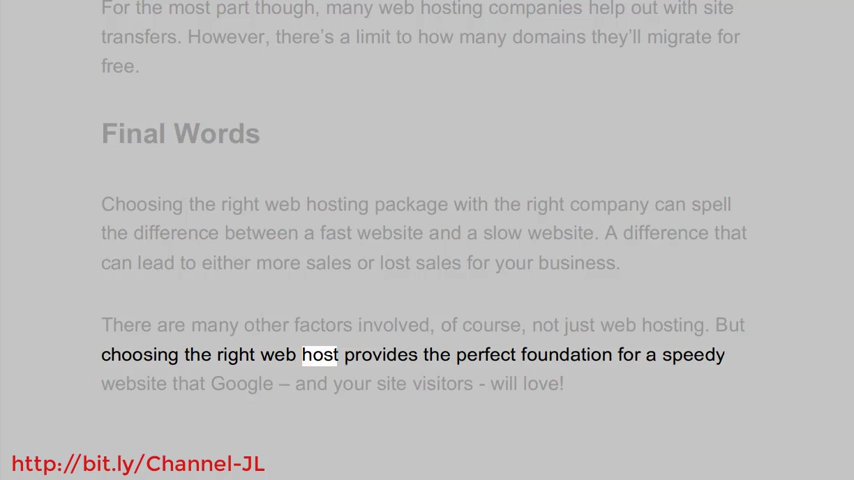 For the most part though, many web hosting companies help out with site
transfers. However, there's a limit to how many domains they'll migrate for
free.
Final Words
Choosing the right web hosting package with the right company can spell
the difference between a fast website and a slow website. A difference that
can lead to either more sales or lost sales for your business.
There are many other factors involved, of course, not just web hosting. But
choosing the right web host provides the perfect foundation for a speedy
website that Google – and your site visitors - will love!
http://bit.ly/Channel-JL